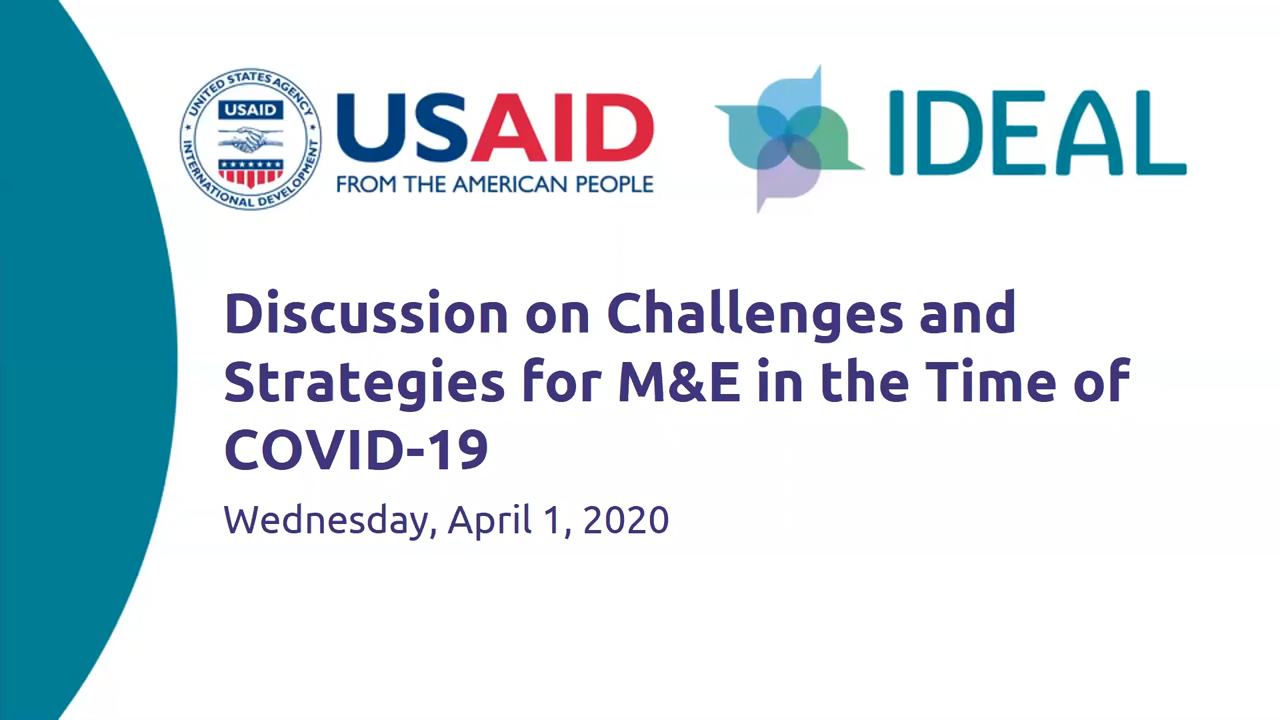 UNITED STATES AGENCY
USAID
INTERNATIONAL DEVELOPMENT
USAID
FROM THE AMERICAN PEOPLE
IDEAL
Discussion on Challenges and
Strategies for M&E in the Time of
COVID-19
Wednesday, April 1, 2020